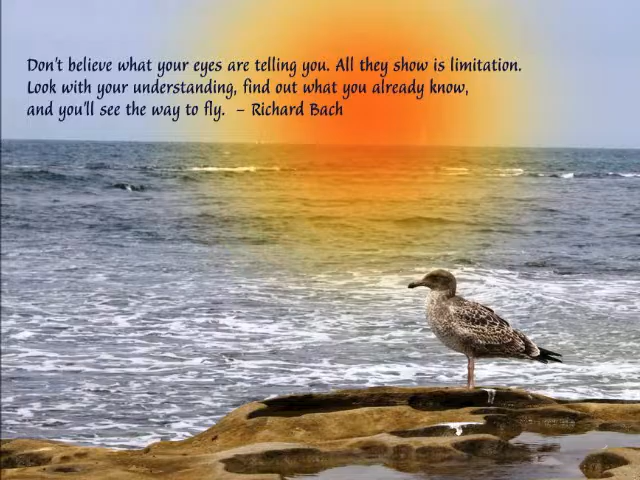 Don't believe what your eyes are telling you. All they show is limitation.
Look with your understanding, find out what you already know,
and you'll see the way to fly. – Richard Bach